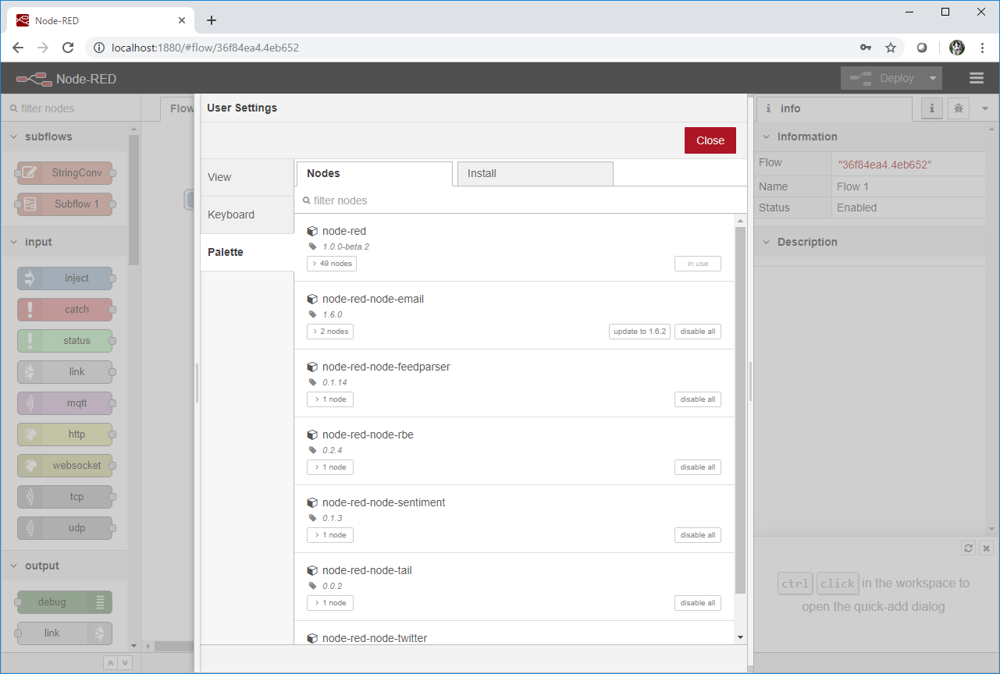 Node-RED
localhost:1880/#flow/36f84ea4.4eb652
Node-RED
Deploy
filter nodes
subflows
StringConv
Subflow 1
input
inject
catch
status
link
mqtt
http
websocket
tcp
udp
output
debug
link
Flow
User Settings
Close
View
Keyboard
Palette
Nodes
Install
filter nodes
node-red
1.0.0-beta.2
49 nodes
in use
node-red-node-email
1.6.0
2 nodes
update to 1.6.2
disable all
node-red-node-feedparser
0.1.14
1 node
disable all
node-red-node-rbe
0.2.4
1 node
disable all
node-red-node-sentiment
0.1.3
1 node
disable all
node-red-node-tail
0.0.2
1 node
disable all
node-red-node-twitter
i info
i
Information
Flow "36f84ea4.4eb652"
Name Flow 1
Status Enabled
Description
ctrl click in the workspace to
open the quick-add dialog